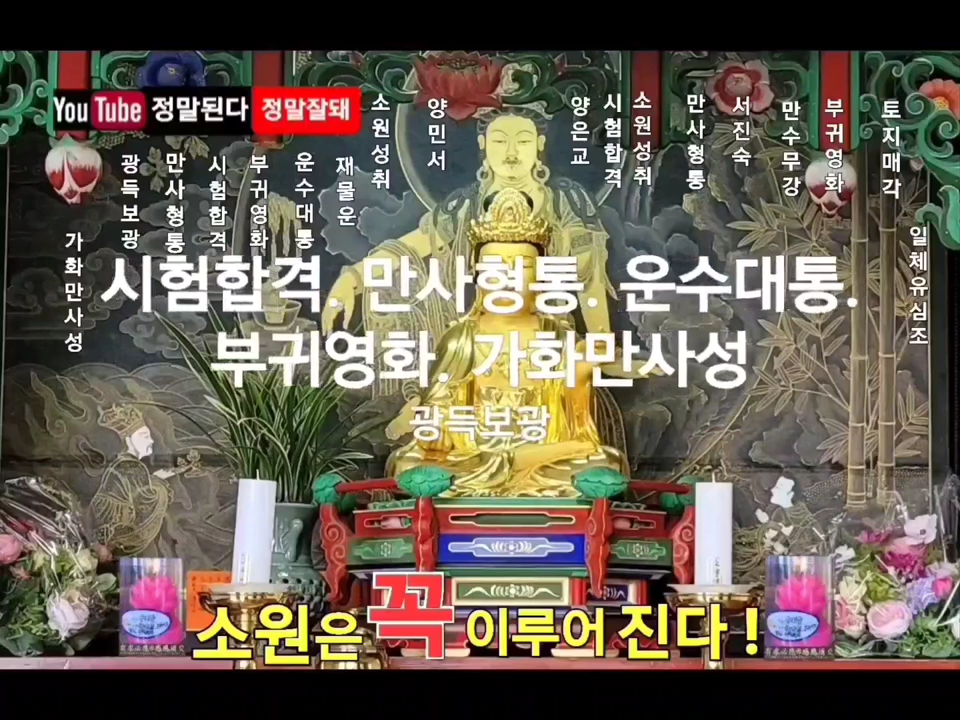 YouTube 정말된다 정말잘돼
소원성취
양민서
양은교
시험합격
소원성취
만사형통
서진숙
만수무강
부귀영화
토지매각
일체유심조
가화만사성
광득보광
만사형통
시험합격
부귀영화
운수대통
재물운
시험합격. 만사형통. 운수대통.
부귀영화. 가화만사성
광득보광
소원은 꼭 이루어 진다!